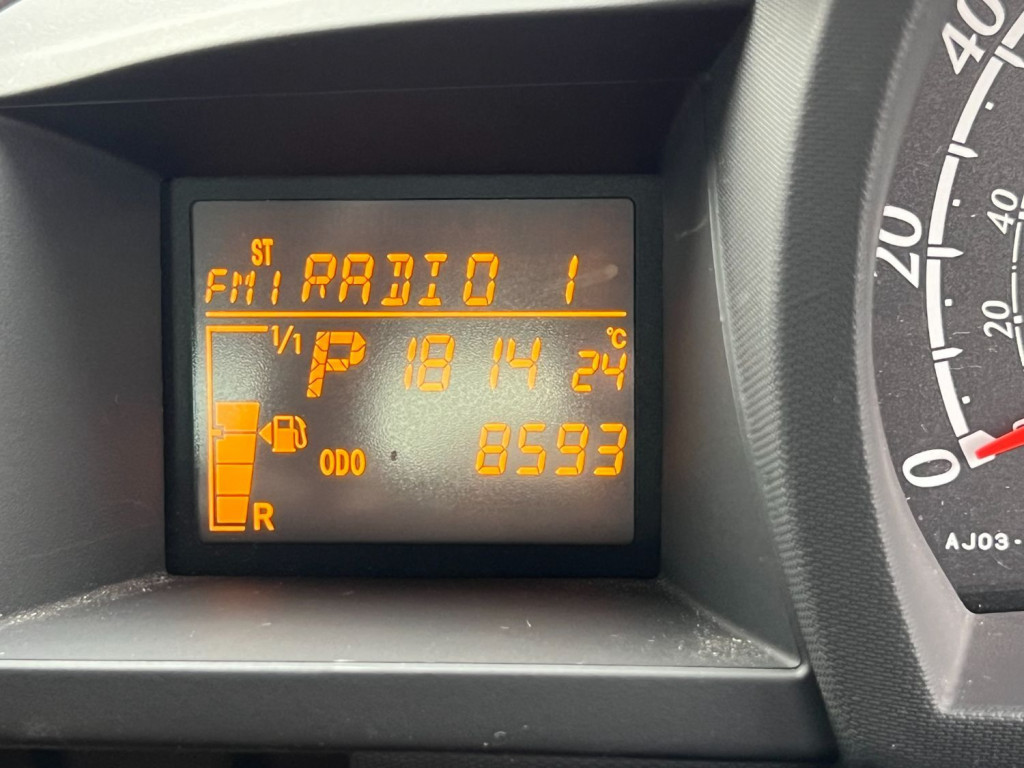 ST
FM1 RADIO 1
1/1 P 18 14 24 °C
ODO 8593
R
40
20
0
40
20
AJ03-